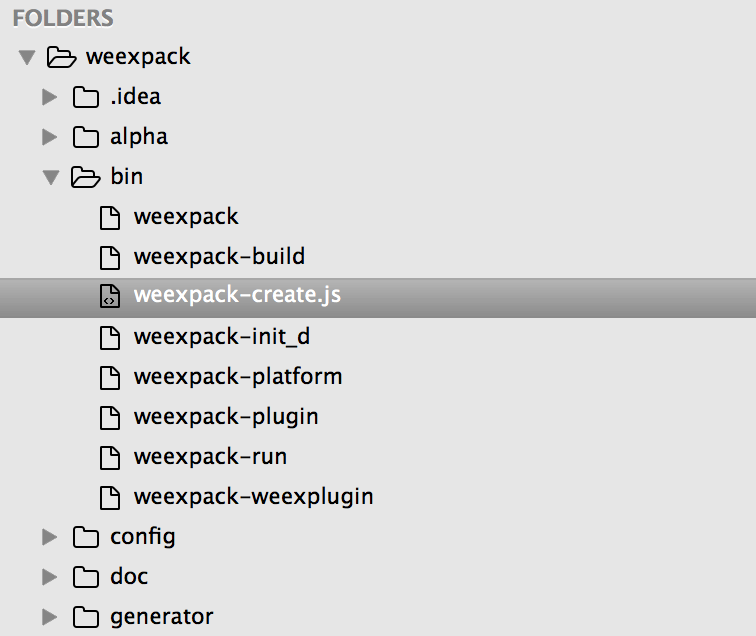 FOLDERS
weexpack
.idea
alpha
bin
weexpack
weexpack-build
weexpack-create.js
weexpack-init_d
weexpack-platform
weexpack-plugin
weexpack-run
weexpack-weexplugin
config
doc
generator